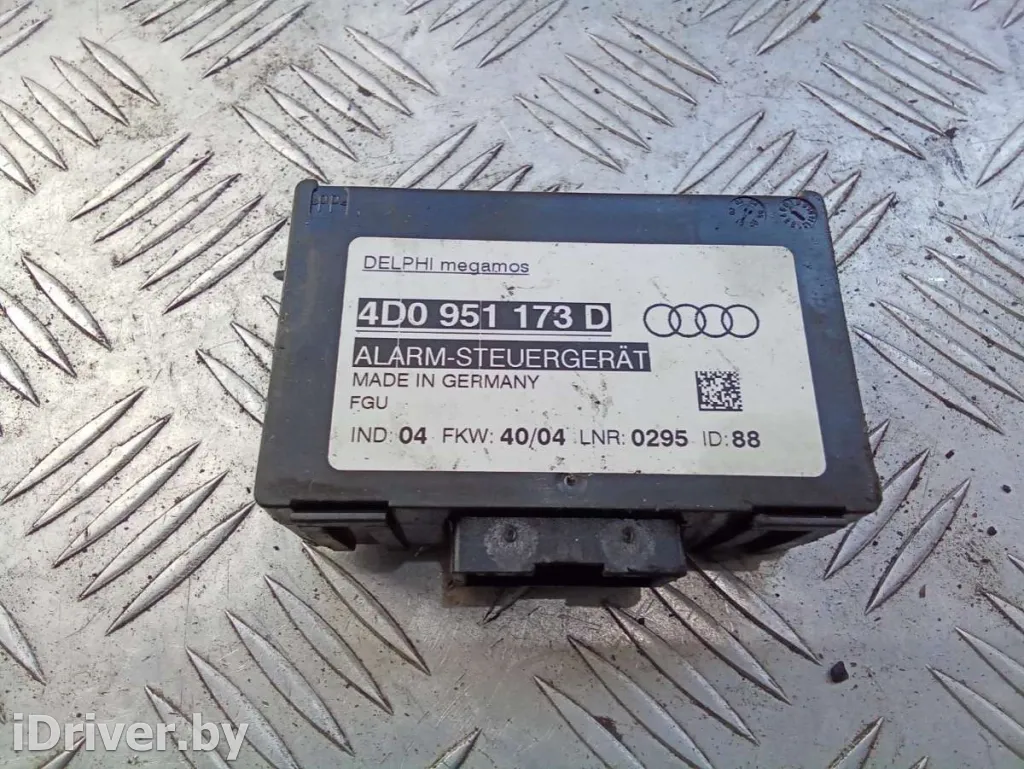 DELPHI megamos
4D0 951 173 D
ALARM-STEUERGERÄT
MADE IN GERMANY
FGU
IND: 04 FKW: 40/04 LNR: 0295 ID: 88
iDriver.by